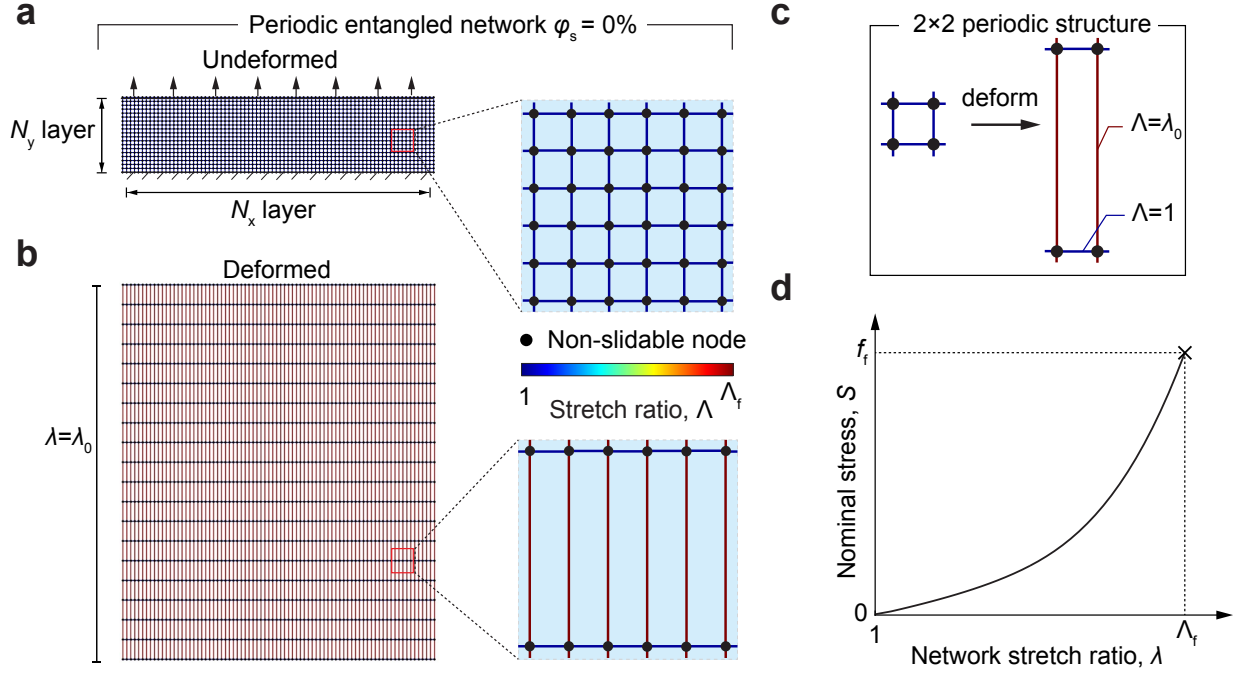 a
Periodic entangled network φs = 0%
Undeformed
Ny layer
Nx layer
b
Deformed
λ=λ0
Non-slidable node
1
Λf
Stretch ratio, Λ
c
2×2 periodic structure
deform
Λ=λ0
Λ=1
d
ff
Nominal stress, S
0
1
Λf
Network stretch ratio, λ